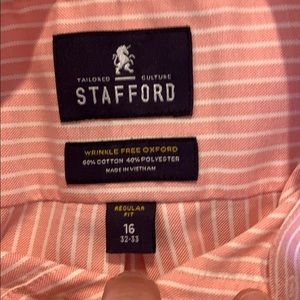 TAILORED CULTURE
STAFFORD
WRINKLE FREE OXFORD
60% COTTON 40% POLYESTER
MADE IN VIETNAM
REGULAR
FIT
16
32-33